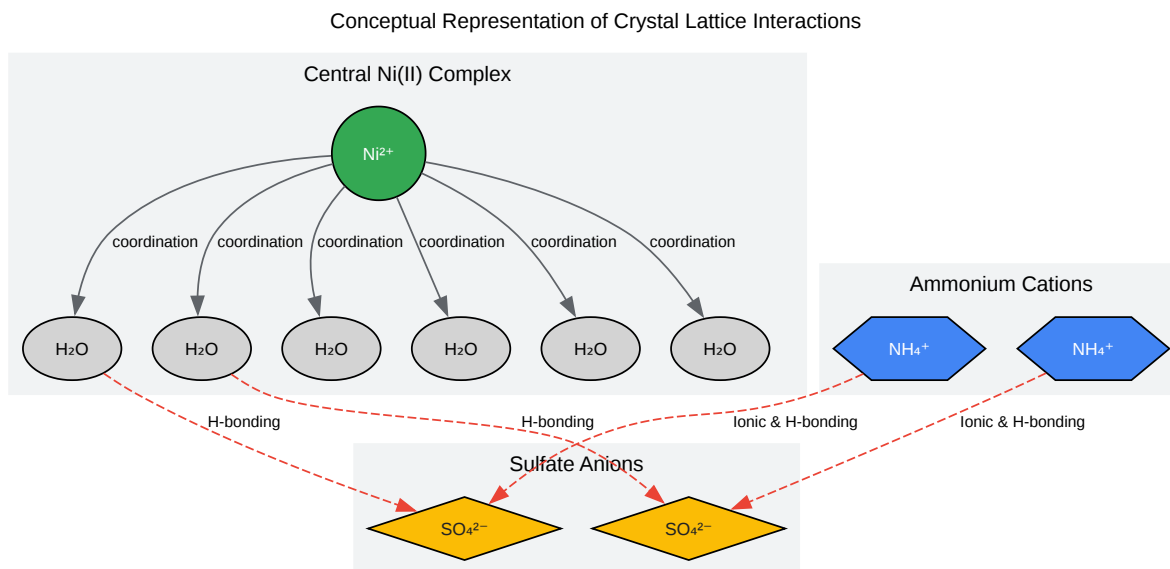 Conceptual Representation of Crystal Lattice Interactions
Central Ni(II) Complex
Ni²⁺
coordination coordination coordination coordination coordination coordination
Ammonium Cations
H₂O H₂O H₂O H₂O H₂O H₂O NH₄⁺ NH₄⁺
H-bonding H-bonding Ionic & H-bonding Ionic & H-bonding
Sulfate Anions
SO₄²⁻ SO₄²⁻